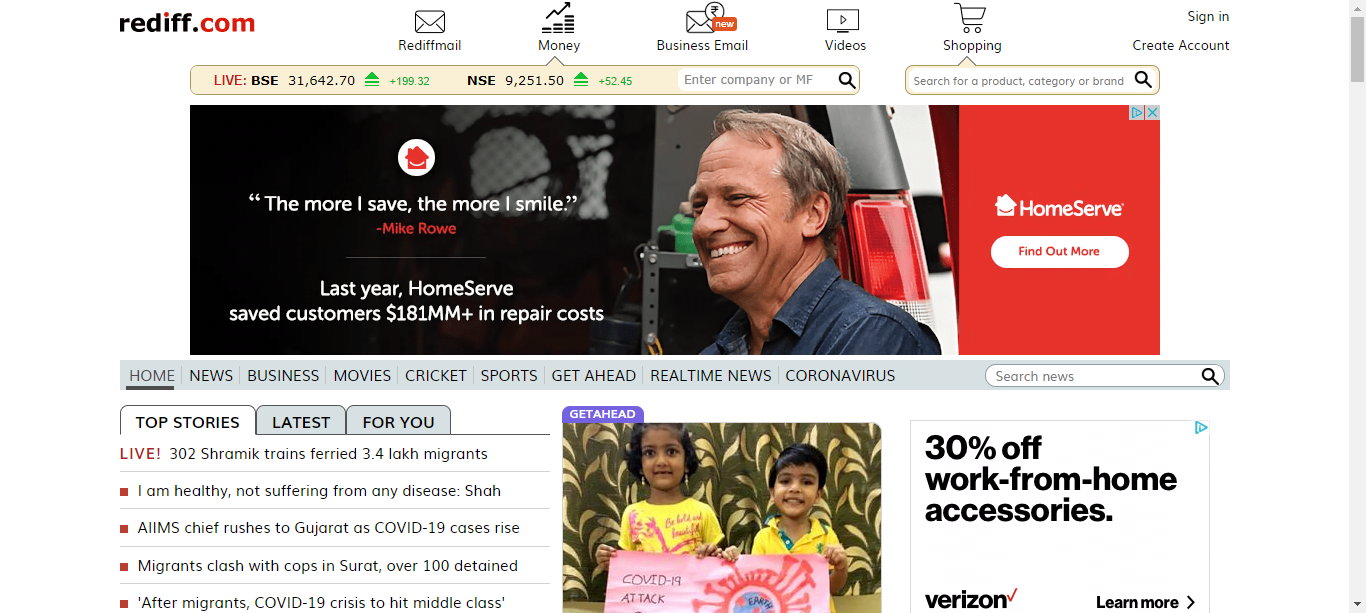 rediff.com
Rediffmail
Money
₹
new
Business Email
Videos
Shopping
Sign in
Create Account
LIVE: BSE 31,642.70 +199.32 NSE 9,251.50 +52.45
Enter company or MF
Search for a product, category or brand
“The more I save, the more I smile.”
-Mike Rowe
Last year, HomeServe
saved customers $181MM+ in repair costs
HomeServe
Find Out More
HOME NEWS BUSINESS MOVIES CRICKET SPORTS GET AHEAD REALTIME NEWS CORONAVIRUS
Search news
TOP STORIES LATEST FOR YOU
LIVE! 302 Shramik trains ferried 3.4 lakh migrants
I am healthy, not suffering from any disease: Shah
AIIMS chief rushes to Gujarat as COVID-19 cases rise
Migrants clash with cops in Surat, over 100 detained
'After migrants, COVID-19 crisis to hit middle class'
GETAHEAD
Be bold and
beautiful
COVID-19
ATTACK
EARTH
30% off
work-from-home
accessories.
verizon✓
Learn more